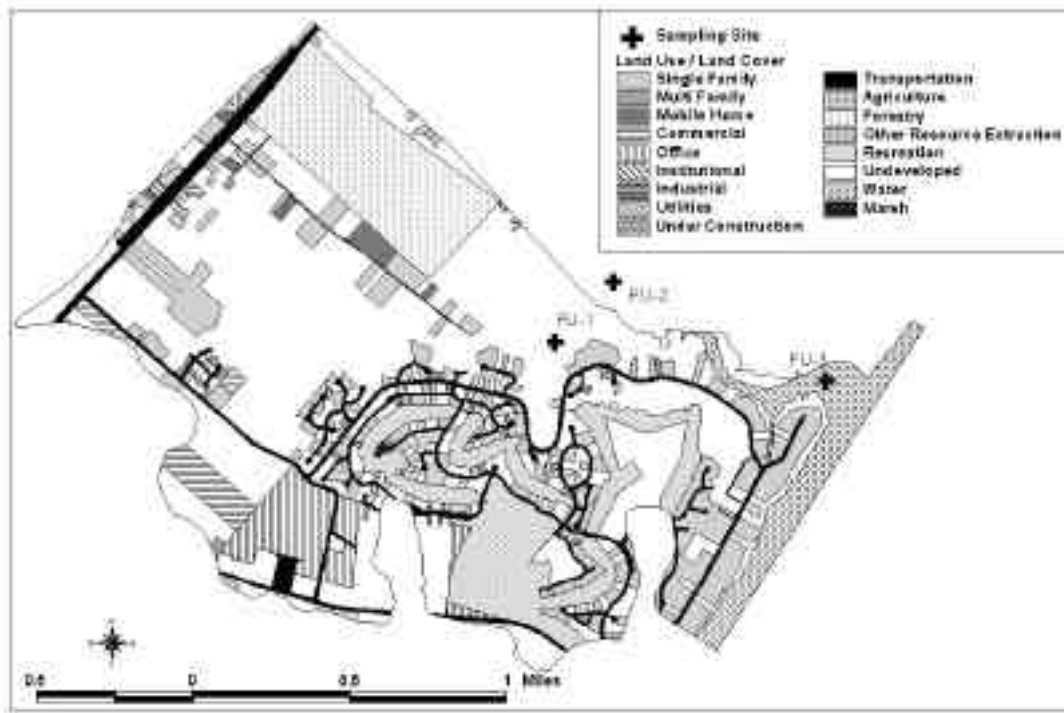 Sampling Site
Land Use / Land Cover
Single Family
Multi Family
Mobile Home
Commercial
Office
Institutional
Industrial
Utilities
Under Construction
Transportation
Agriculture
Forestry
Other Resource Extraction
Recreation
Undeveloped
Water
Marsh
FU-2
FU-1
0.5 0 0.5 1 Miles